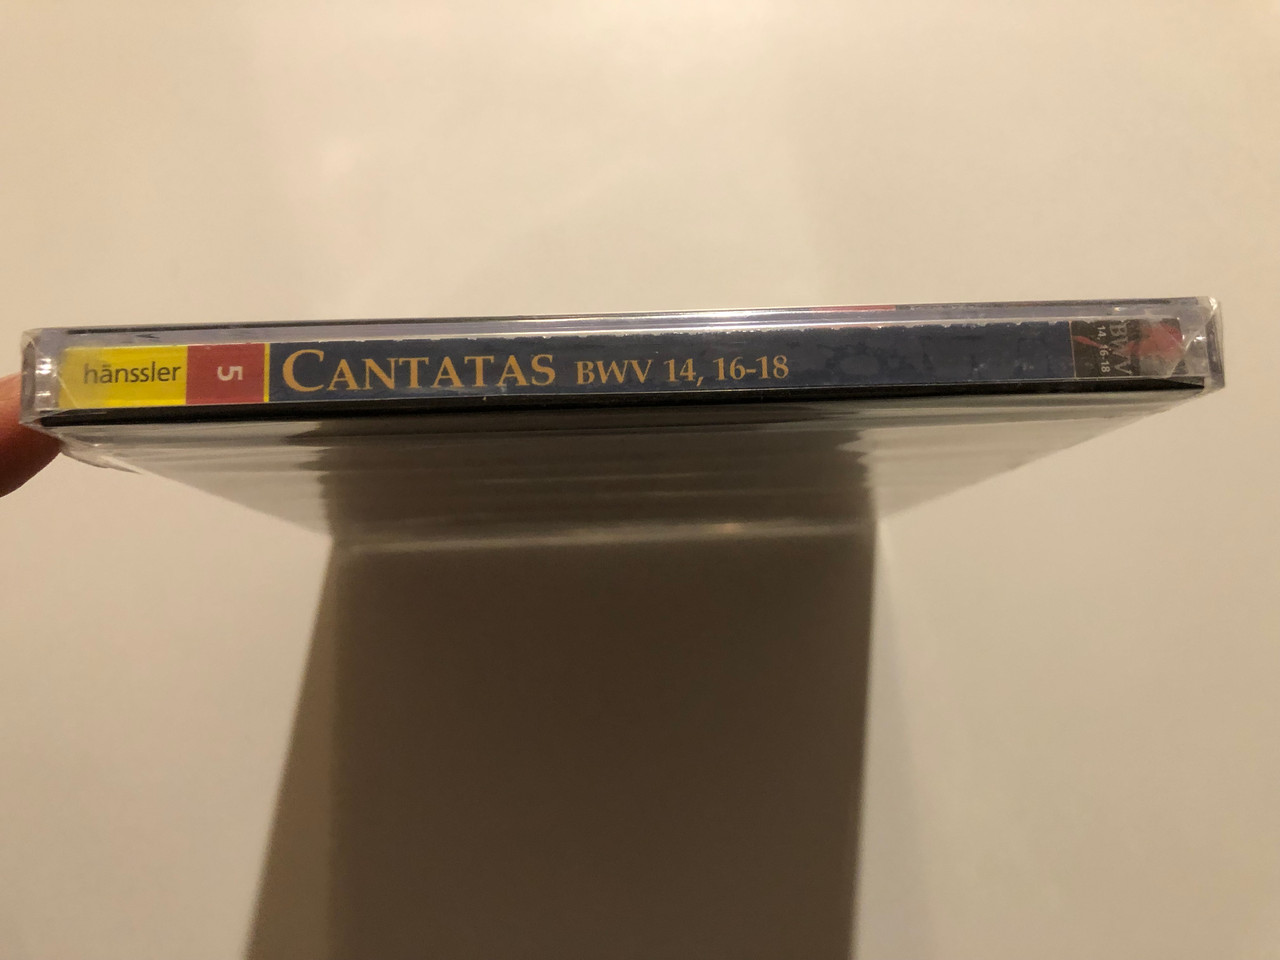 hänssler
5
CANTATAS BWV 14, 16-18
BWV
14, 16-18